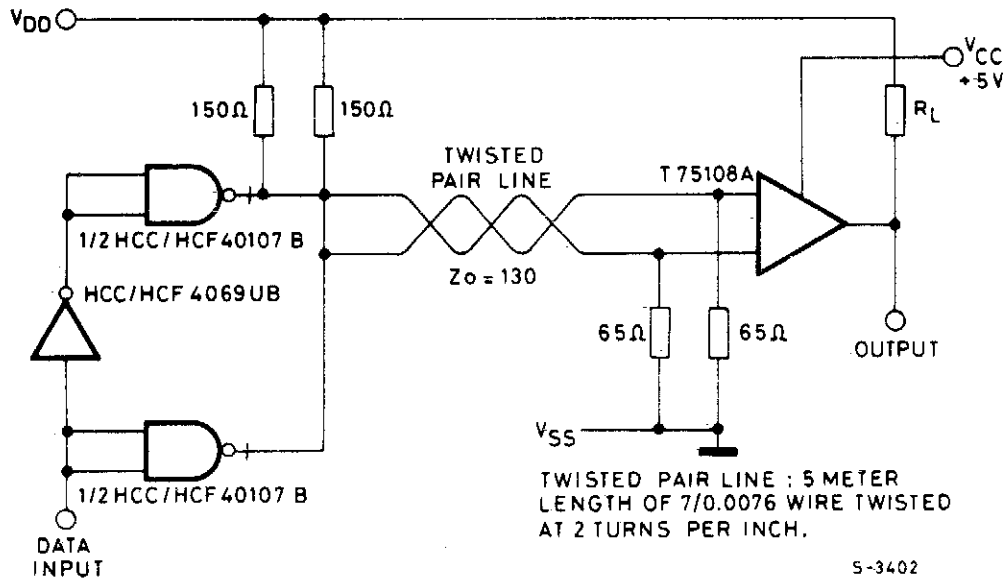 VDD
VCC
+5V
150Ω
150Ω
RL
TWISTED
PAIR LINE
T75108A
1/2 HCC/HCF40107 B
Zo = 130
HCC/HCF 4069UB
65Ω
65Ω
OUTPUT
VSS
1/2 HCC/HCF40107 B
TWISTED PAIR LINE : 5 METER
LENGTH OF 7/0.0076 WIRE TWISTED
AT 2 TURNS PER INCH.
DATA
INPUT
S-3402